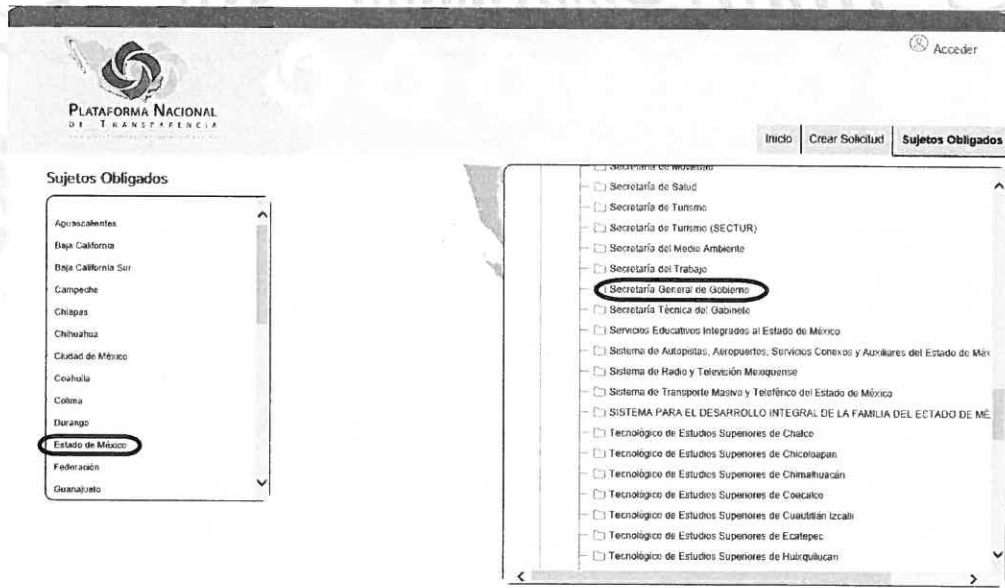 Acceder
PLATAFORMA NACIONAL
DE TRANSPARENCIA
Inicio
Crear Solicitud
Sujetos Obligados
Sujetos Obligados
Aguascalientes
Baja California
Baja California Sur
Campeche
Chiapas
Chihuahua
Ciudad de México
Coahuila
Colima
Durango
Estado de México
Federación
Guanajuato
Secretaría de Movilidad
Secretaría de Salud
Secretaría de Turismo
Secretaría de Turismo (SECTUR)
Secretaría del Medio Ambiente
Secretaría del Trabajo
Secretaría General de Gobierno
Secretaría Técnica del Gabinete
Servicios Educativos Integrados al Estado de México
Sistema de Autopistas, Aeropuertos, Servicios Conexos y Auxiliares del Estado de Méx
Sistema de Radio y Televisión Mexiquense
Sistema de Transporte Masivo y Teleférico del Estado de México
SISTEMA PARA EL DESARROLLO INTEGRAL DE LA FAMILIA DEL ESTADO DE MÉ
Tecnológico de Estudios Superiores de Chalco
Tecnológico de Estudios Superiores de Chicoloapan
Tecnológico de Estudios Superiores de Chimalhuacán
Tecnológico de Estudios Superiores de Coacalco
Tecnológico de Estudios Superiores de Cuautitlán Izcalli
Tecnológico de Estudios Superiores de Ecatepec
Tecnológico de Estudios Superiores de Huixquilucan